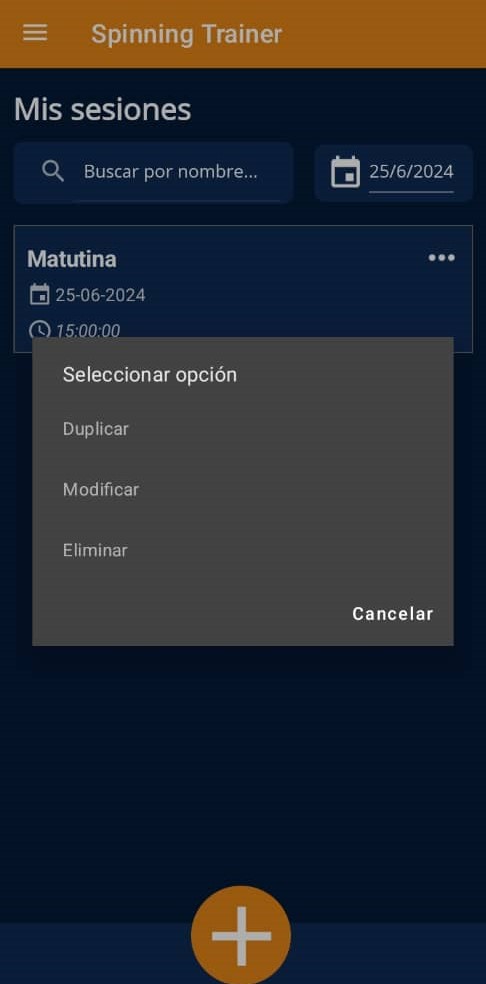 Spinning Trainer
Mis sesiones
Buscar por nombre...
25/6/2024
Matutina
25-06-2024
15:00:00
Seleccionar opción
Duplicar
Modificar
Eliminar
Cancelar